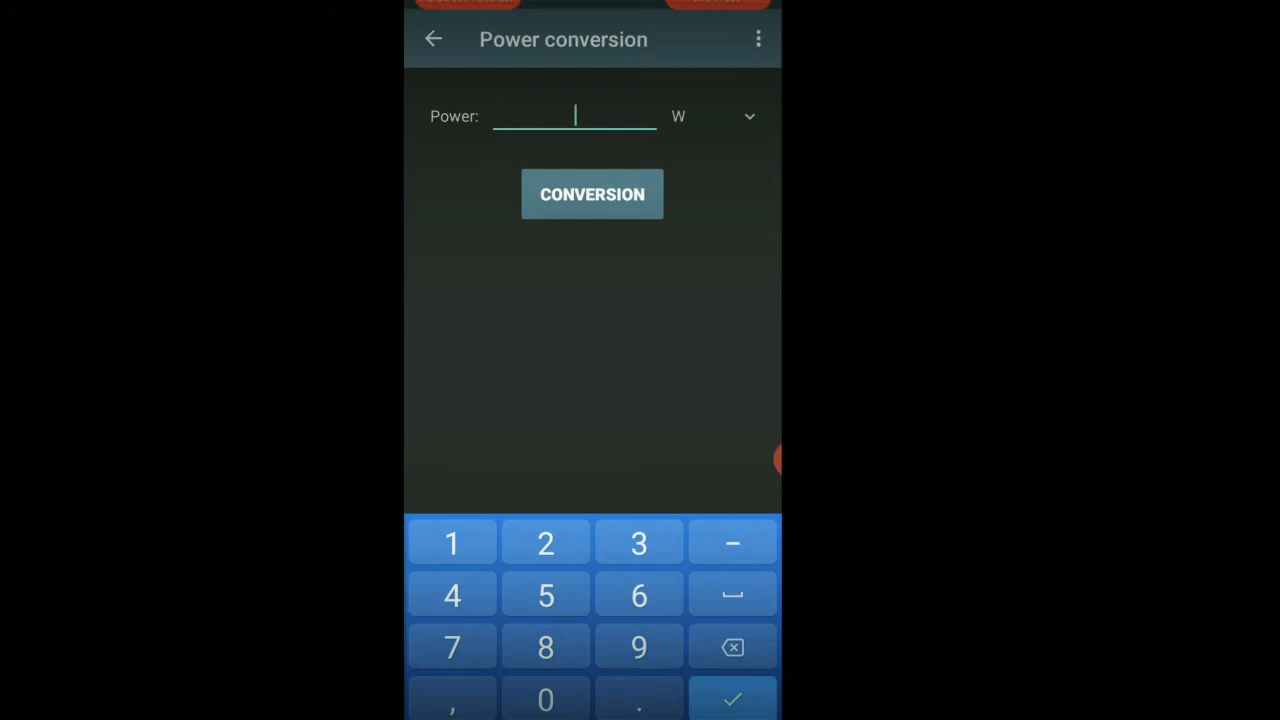 Power conversion
Power: W
CONVERSION
1 2 3 –
4 5 6
7 8 9
, 0 .